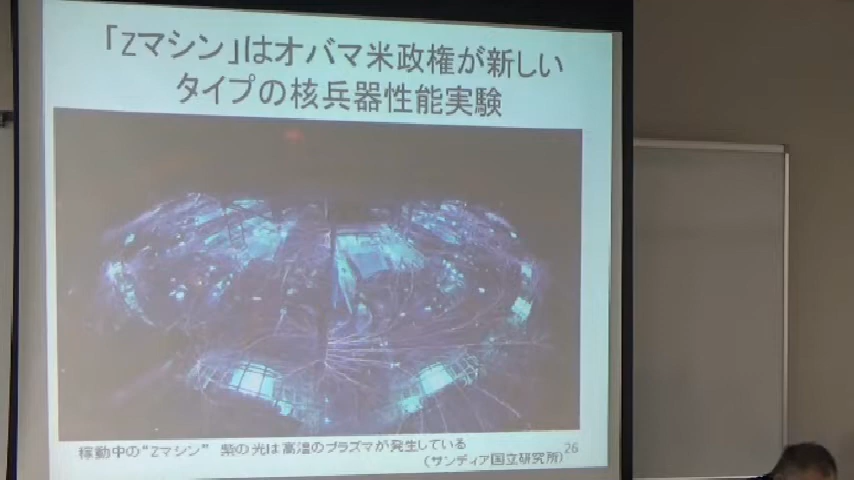 「Zマシン」はオバマ米政権が新しい
タイプの核兵器性能実験
稼動中の“Zマシン” 紫の光は高温のプラズマが発生している
(サンディア国立研究所)
26